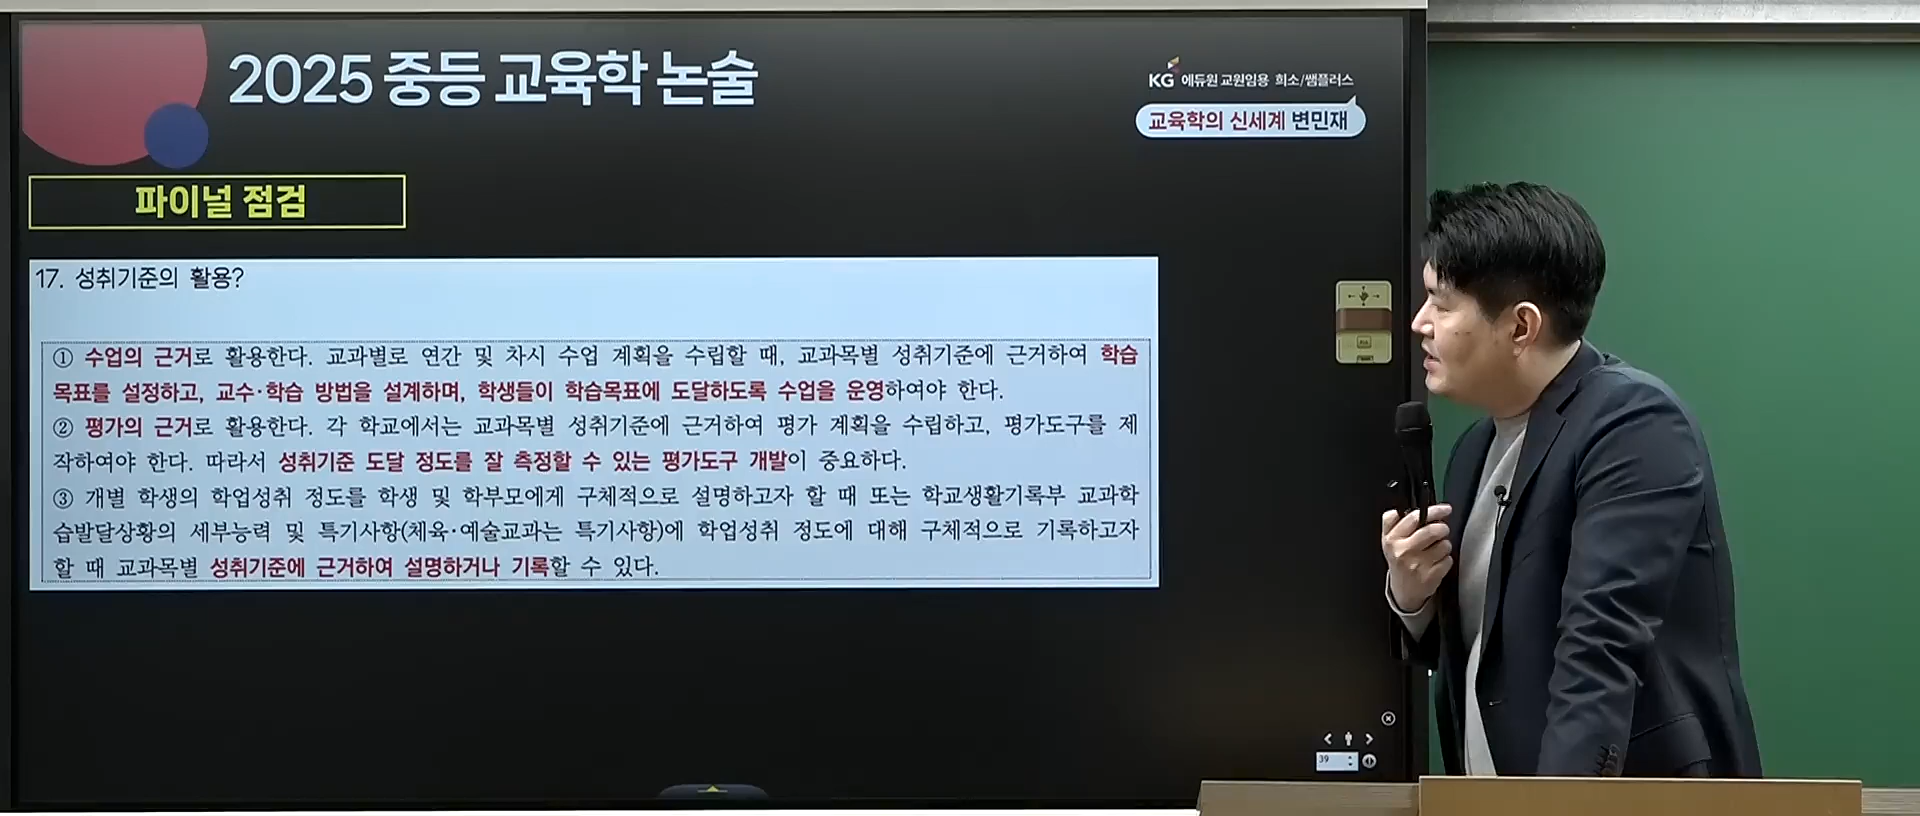 2025 중등 교육학 논술
KG 에듀원 교원임용 희소/쌤플러스
교육학의 신세계 변민재
파이널 점검
17. 성취기준의 활용?
① 수업의 근거로 활용한다. 교과별로 연간 및 차시 수업 계획을 수립할 때, 교과목별 성취기준에 근거하여 학습
목표를 설정하고, 교수·학습 방법을 설계하며, 학생들이 학습목표에 도달하도록 수업을 운영하여야 한다.
② 평가의 근거로 활용한다. 각 학교에서는 교과목별 성취기준에 근거하여 평가 계획을 수립하고, 평가도구를 제
작하여야 한다. 따라서 성취기준 도달 정도를 잘 측정할 수 있는 평가도구 개발이 중요하다.
③ 개별 학생의 학업성취 정도를 학생 및 학부모에게 구체적으로 설명하고자 할 때 또는 학교생활기록부 교과학
습발달상황의 세부능력 및 특기사항(체육·예술교과는 특기사항)에 학업성취 정도에 대해 구체적으로 기록하고자
할 때 교과목별 성취기준에 근거하여 설명하거나 기록할 수 있다.
39